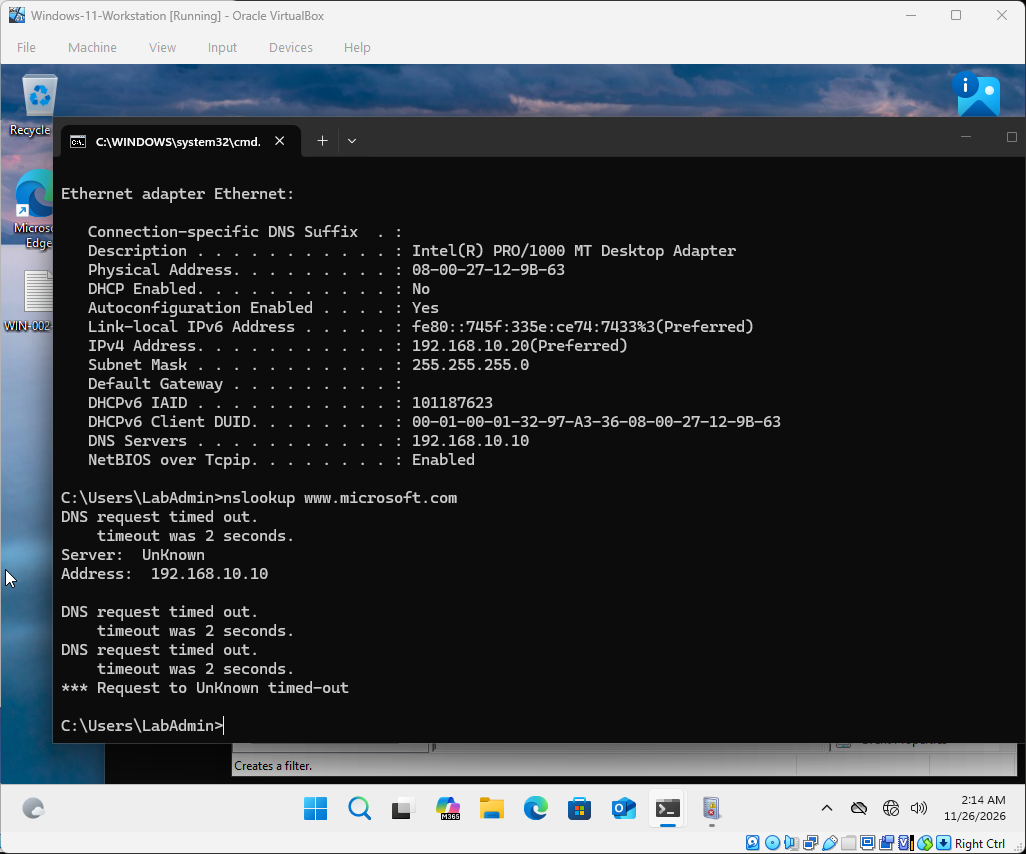 Windows-11-Workstation [Running] - Oracle VirtualBox
File Machine View Input Devices Help
Recycle
C:\WINDOWS\system32\cmd.
Microso
Edge
WIN-002
Ethernet adapter Ethernet:
Connection-specific DNS Suffix . :
Description . . . . . . . . . . . : Intel(R) PRO/1000 MT Desktop Adapter
Physical Address. . . . . . . . . : 08-00-27-12-9B-63
DHCP Enabled. . . . . . . . . . . : No
Autoconfiguration Enabled . . . . : Yes
Link-local IPv6 Address . . . . . : fe80::745f:335e:ce74:7433%3(Preferred)
IPv4 Address. . . . . . . . . . . : 192.168.10.20(Preferred)
Subnet Mask . . . . . . . . . . . : 255.255.255.0
Default Gateway . . . . . . . . . :
DHCPv6 IAID . . . . . . . . . . . : 101187623
DHCPv6 Client DUID. . . . . . . . : 00-01-00-01-32-97-A3-36-08-00-27-12-9B-63
DNS Servers . . . . . . . . . . . : 192.168.10.10
NetBIOS over Tcpip. . . . . . . . : Enabled
C:\Users\LabAdmin>nslookup www.microsoft.com
DNS request timed out.
timeout was 2 seconds.
Server: UnKnown
Address: 192.168.10.10
DNS request timed out.
timeout was 2 seconds.
DNS request timed out.
timeout was 2 seconds.
*** Request to UnKnown timed-out
C:\Users\LabAdmin>
Creates a filter.
M365
2:14 AM
11/26/2026
Right Ctrl